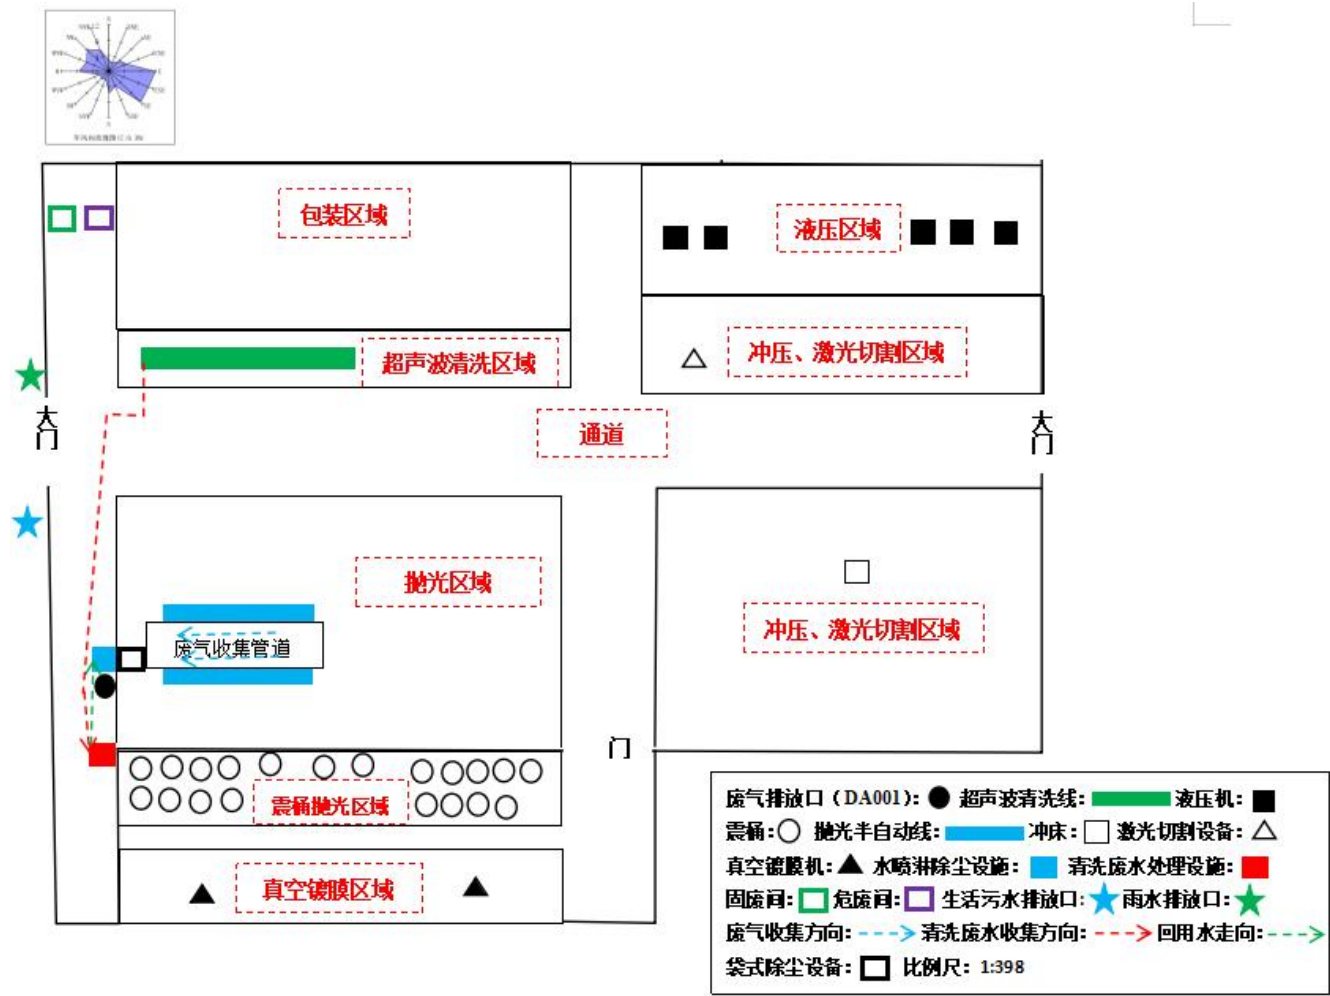 包装区域
液压区域
超声波清洗区域
冲压、激光切割区域
大门
通道
大门
抛光区域
废气收集管道
冲压、激光切割区域
门
震桶抛光区域
真空镀膜区域
废气排放口（DA001）： 超声波清洗线： 液压机：
震桶： 抛光半自动线： 冲床： 激光切割设备：
真空镀膜机： 水喷淋除尘设施： 清洗废水处理设施：
固废间： 危废间： 生活污水排放口： 雨水排放口：
废气收集方向： 清洗废水收集方向： 回用水走向：
袋式除尘设备： 比例尺： 1:398